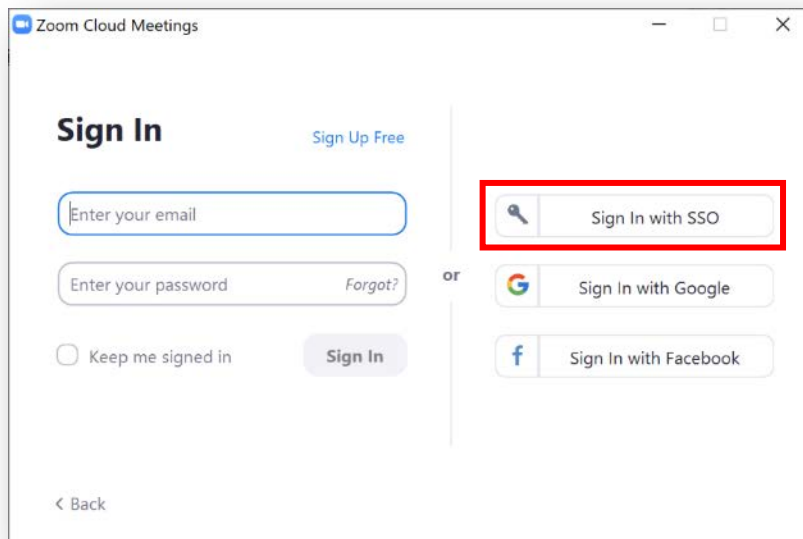 Zoom Cloud Meetings
Sign In
Sign Up Free
Enter your email
Enter your password
Forgot?
Keep me signed in
Sign In
or
Sign In with SSO
Sign In with Google
Sign In with Facebook
Back